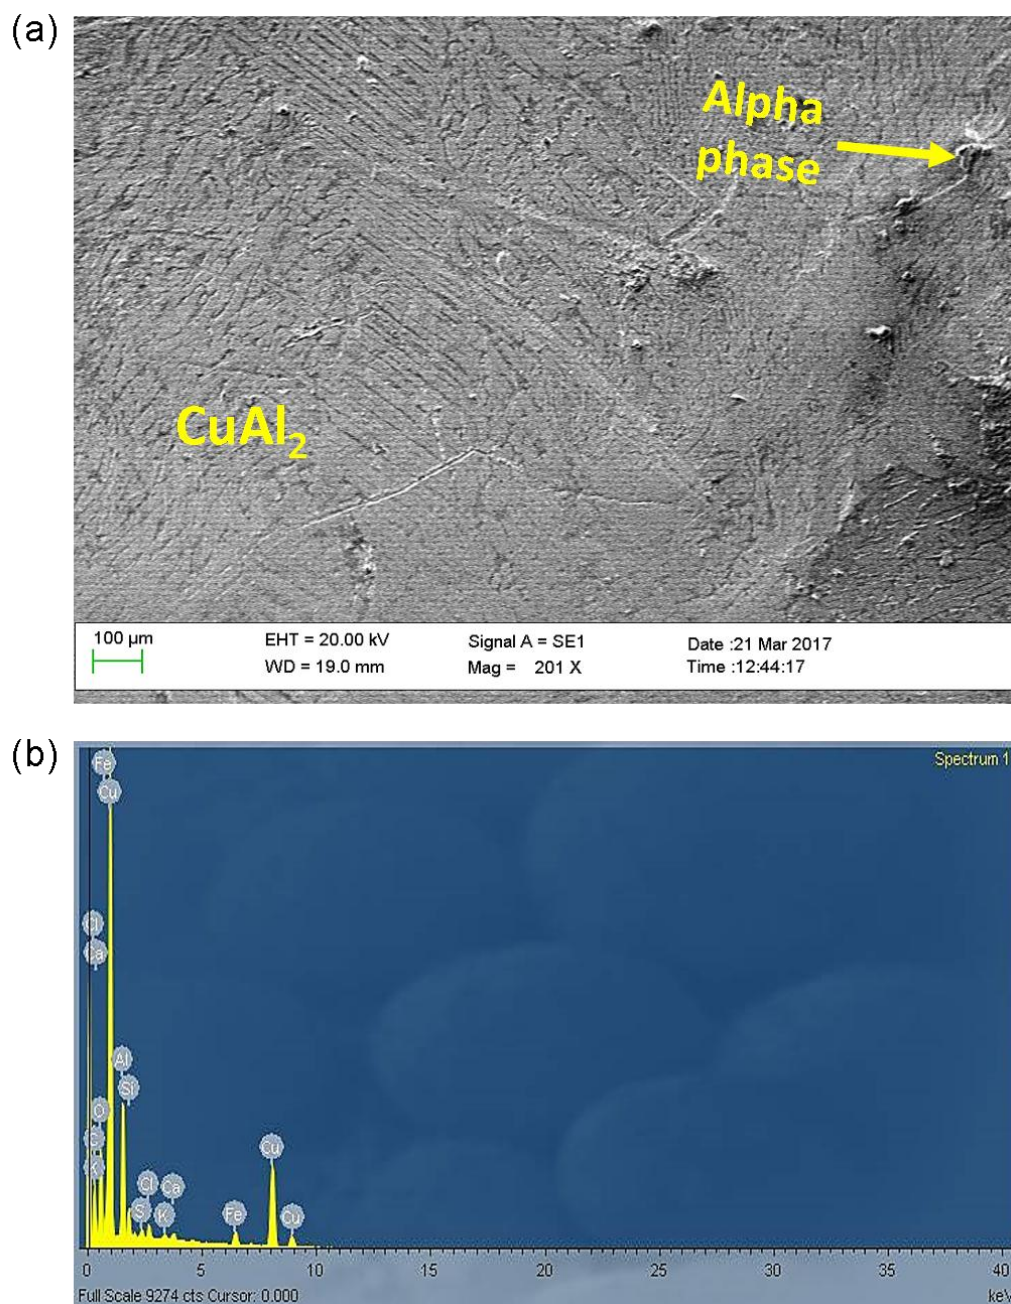 (a)
Alpha
phase
CuAl₂
100 µm
EHT = 20.00 kV
WD = 19.0 mm
Signal A = SE1
Mag = 201 X
Date :21 Mar 2017
Time :12:44:17
(b)
Spectrum 1
Fe
Cu
Cl
Ca
Al
Si
O
C
K
S
Cl
K
Ca
Fe
Cu
Cu
0 5 10 15 20 25 30 35 40
Full Scale 9274 cts Cursor: 0.000
keV